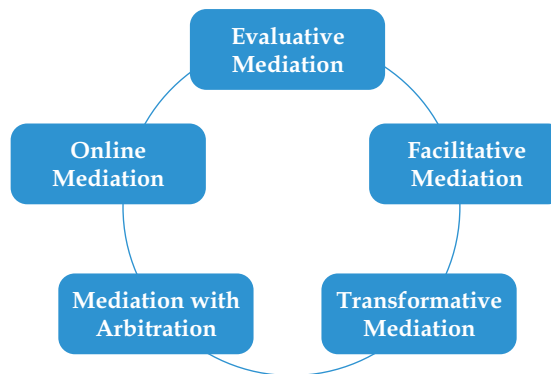 Evaluative
Mediation
Online
Mediation
Facilitative
Mediation
Mediation with
Arbitration
Transformative
Mediation